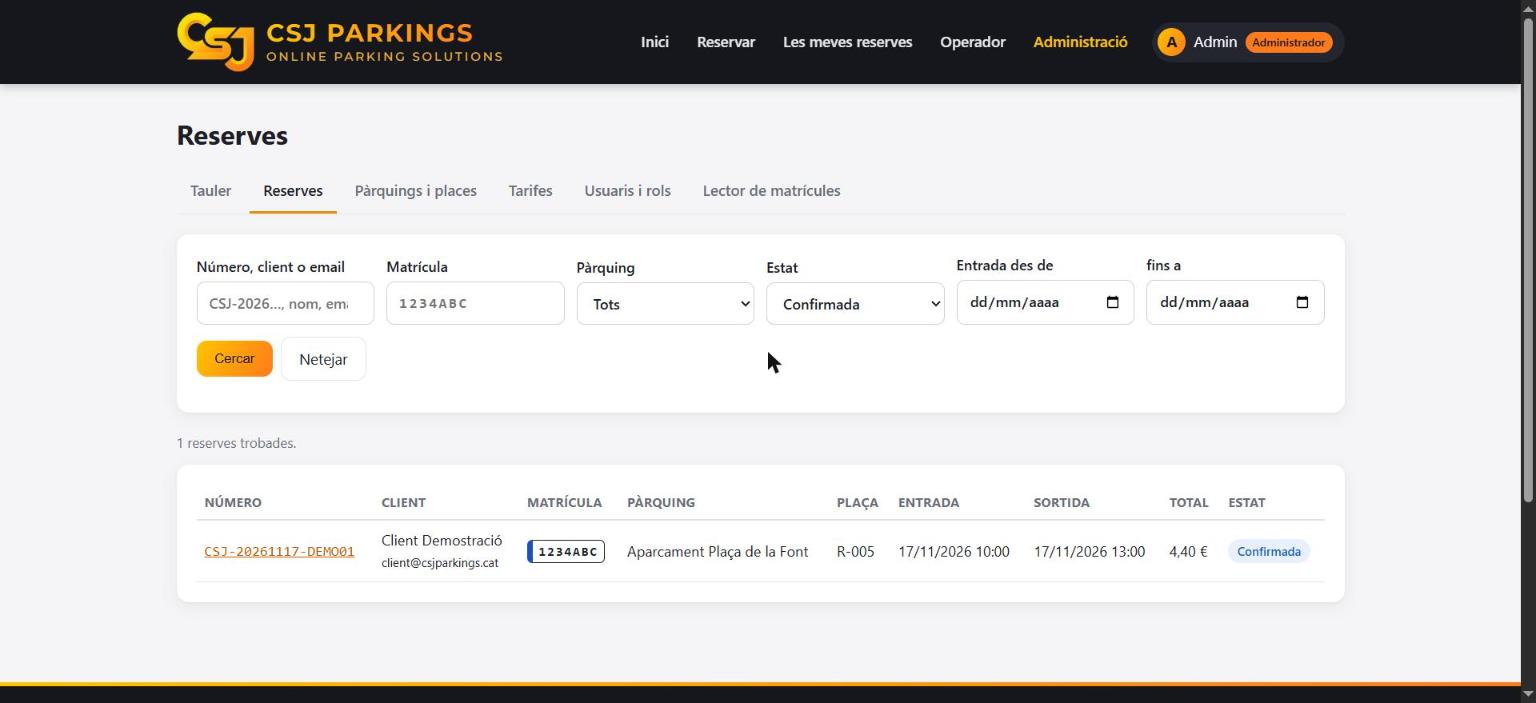 CSJ
CSJ PARKINGS
ONLINE PARKING SOLUTIONS
Inici Reservar Les meves reserves Operador Administració A Admin Administrador
Reserves
Tauler Reserves Pàrquings i places Tarifes Usuaris i rols Lector de matrícules
Número, client o email Matrícula Pàrquing Estat Entrada des de fins a
CSJ-2026..., nom, ema 1234ABC Tots Confirmada dd/mm/aaaa dd/mm/aaaa
Cercar Netejar
1 reserves trobades.
NÚMERO CLIENT MATRÍCULA PÀRQUING PLAÇA ENTRADA SORTIDA TOTAL ESTAT
CSJ-20261117-DEMO01 Client Demostració 1234ABC Aparcament Plaça de la Font R-005 17/11/2026 10:00 17/11/2026 13:00 4,40 € Confirmada
client@csjparkings.cat